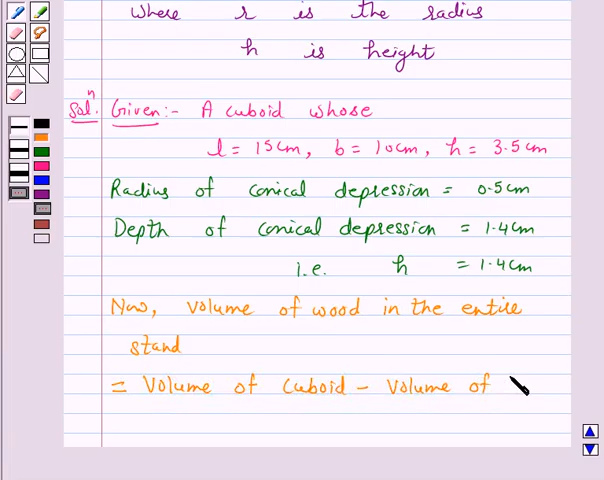 where r is the radius
h is height
Solⁿ. Given:- A cuboid whose
l = 15cm, b = 10cm, h = 3.5cm
Radius of conical depression = 0.5cm
Depth of conical depression = 1.4cm
i.e. h = 1.4cm
Now, Volume of wood in the entire
stand
= Volume of Cuboid - Volume of